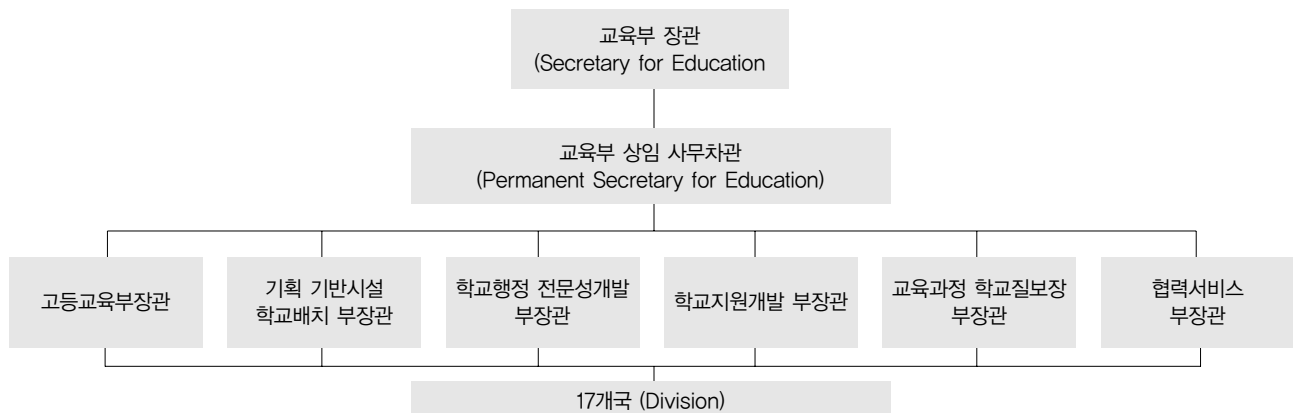 교육부 장관
(Secretary for Education
교육부 상임 사무차관
(Permanent Secretary for Education)
고등교육부장관
기획 기반시설
학교배치 부장관
학교행정 전문성개발
부장관
학교지원개발 부장관
교육과정 학교질보장
부장관
협력서비스
부장관
17개국 (Division)